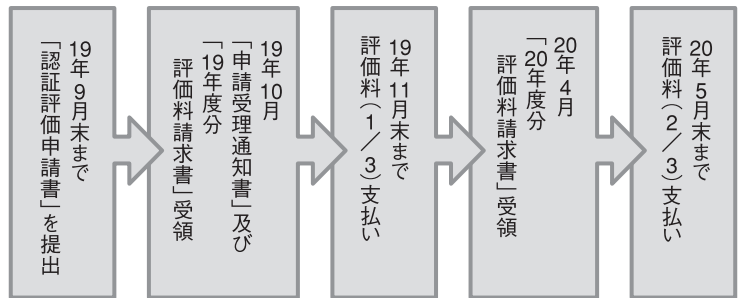 19年9月末まで
「認証評価申請書」を提出
19年10月
「申請受理通知書」及び
「19年度分
評価料請求書」受領
19年11月末まで
評価料(1/3)支払い
20年4月
「20年度分
評価料請求書」受領
20年5月末まで
評価料(2/3)支払い